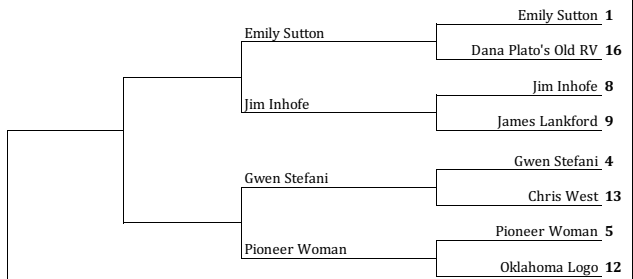 Emily Sutton 1
Emily Sutton
Dana Plato's Old RV 16
Jim Inhofe 8
Jim Inhofe
James Lankford 9
Gwen Stefani 4
Gwen Stefani
Chris West 13
Pioneer Woman 5
Pioneer Woman
Oklahoma Logo 12